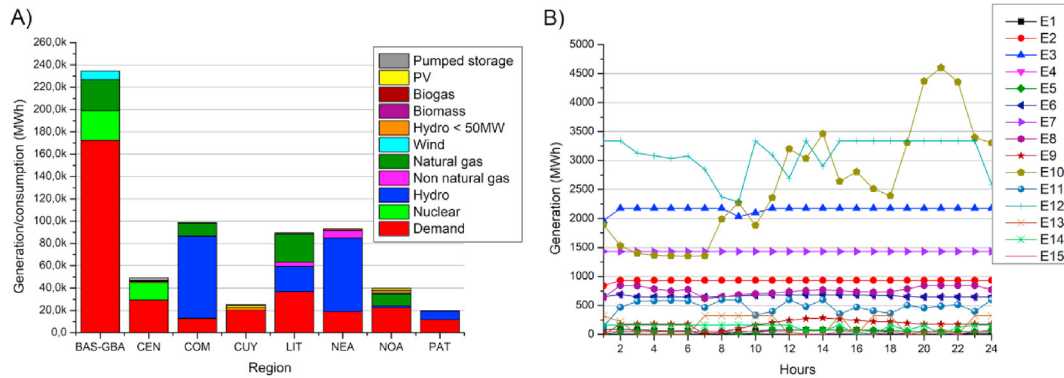 A)
Generation/consumption (MWh)
260,0k
240,0k
220,0k
200,0k
180,0k
160,0k
140,0k
120,0k
100,0k
80,0k
60,0k
40,0k
20,0k
0,0
BAS-GBA CEN COM CUY LIT NEA NOA PAT
Region
Pumped storage
PV
Biogas
Biomass
Hydro < 50MW
Wind
Natural gas
Non natural gas
Hydro
Nuclear
Demand
B)
Generation (MWh)
5000
4500
4000
3500
3000
2500
2000
1500
1000
500
0
2 4 6 8 10 12 14 16 18 20 22 24
Hours
E1
E2
E3
E4
E5
E6
E7
E8
E9
E10
E11
E12
E13
E14
E15